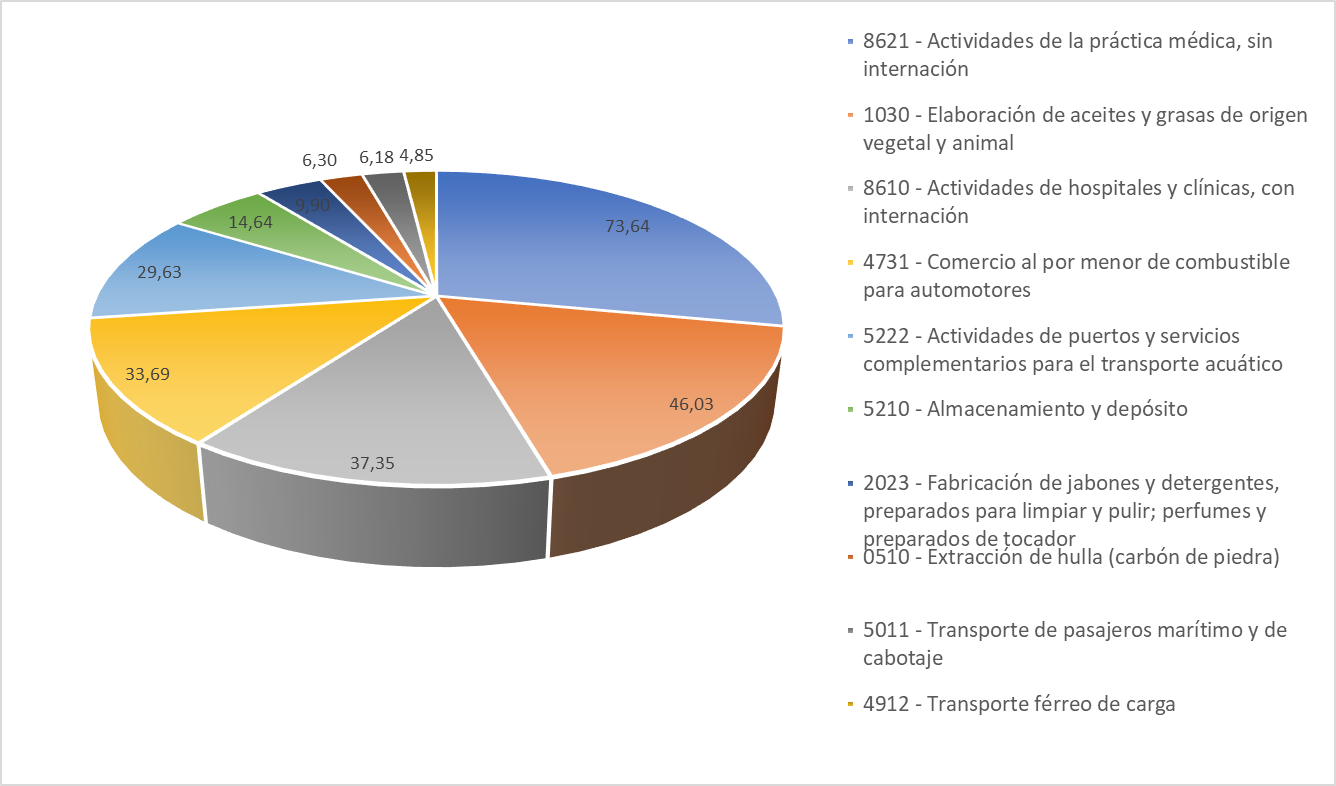 6,30
6,18
4,85
9,90
14,64
73,64
29,63
33,69
46,03
37,35
8621 - Actividades de la práctica médica, sin
internación
1030 - Elaboración de aceites y grasas de origen
vegetal y animal
8610 - Actividades de hospitales y clínicas, con
internación
4731 - Comercio al por menor de combustible
para automotores
5222 - Actividades de puertos y servicios
complementarios para el transporte acuático
5210 - Almacenamiento y depósito
2023 - Fabricación de jabones y detergentes,
preparados para limpiar y pulir; perfumes y
preparados de tocador
0510 - Extracción de hulla (carbón de piedra)
5011 - Transporte de pasajeros marítimo y de
cabotaje
4912 - Transporte férreo de carga